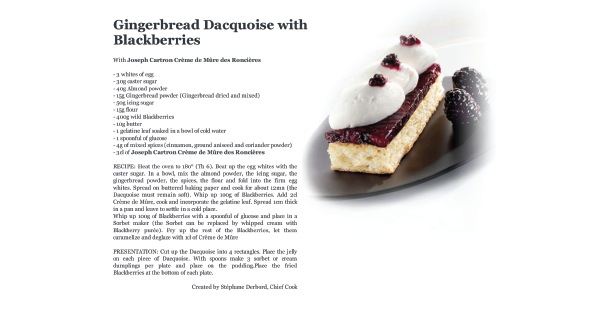 Gingerbread Dacquoise with
Blackberries
With Joseph Cartron Crème de Mûre des Roncières
- 3 whites of egg
- 30g caster sugar
- 40g Almond powder
- 15g Gingerbread powder (Gingerbread dried and mixed)
- 50g icing sugar
- 15g flour
- 400g wild Blackberries
- 10g butter
- 1 gelatine leaf soaked in a bowl of cold water
- 1 spoonful of glucose
- 4g of mixed spices (cinnamon, ground aniseed and coriander powder)
- 3cl of Joseph Cartron Crème de Mûre des Roncières
RECIPE: Heat the oven to 180° (Th 6). Beat up the egg whites with the
caster sugar. In a bowl, mix the almond powder, the icing sugar, the
gingerbread powder, the spices, the flour and fold into the firm egg
whites. Spread on buttered baking paper and cook for about 12mn (the
Dacquoise must remain soft). Whip up 100g of Blackberries. Add 2cl
Crème de Mûre, cook and incorporate the gelatine leaf. Spread 1cm thick
in a pan and leave to settle in a cold place.
Whip up 100g of Blackberries with a spoonful of glucose and place in a
Sorbet maker (the Sorbet can be replaced by whipped cream with
Blackberry purée). Fry up the rest of the Blackberries, let them
caramelize and deglaze with 1cl of Crème de Mûre
PRESENTATION: Cut up the Dacquoise into 4 rectangles. Place the jelly
on each piece of Dacquoise. With spoons make 3 sorbet or cream
dumplings per plate and place on the pudding.Place the fried
Blackberries at the bottom of each plate.
Created by Stéphane Derbord, Chief Cook